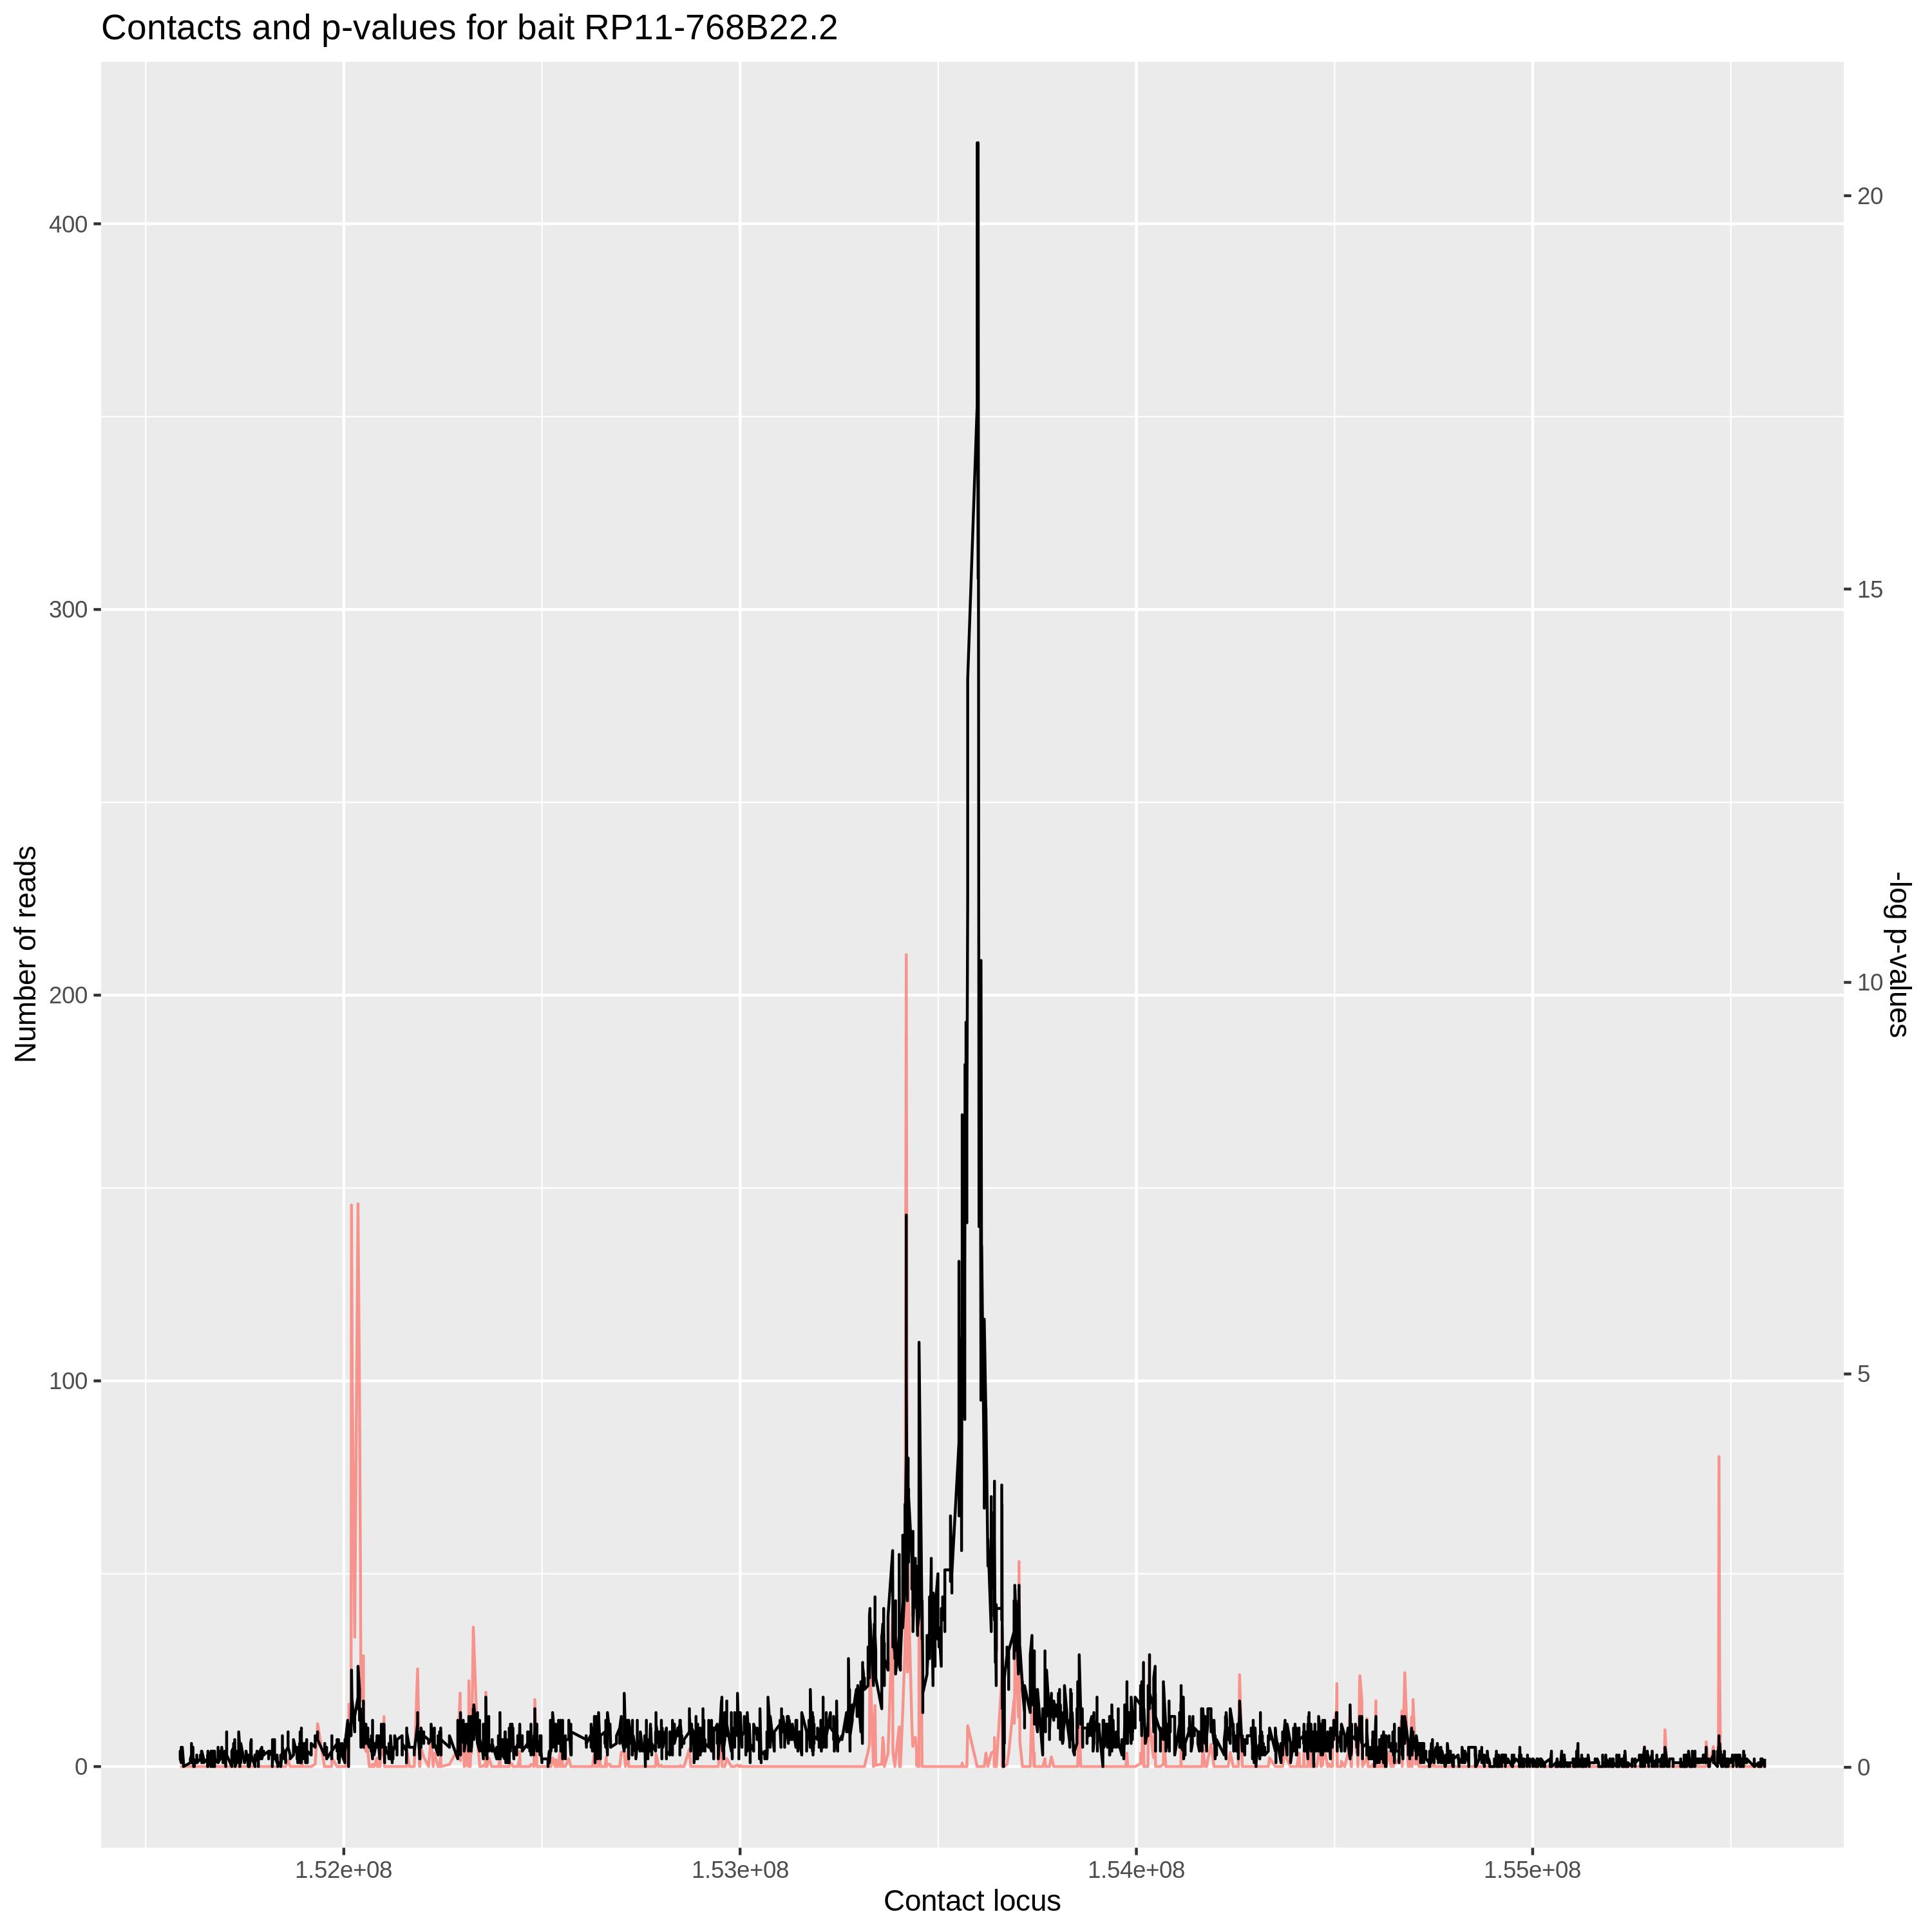 Contacts and p-values for bait RP11-768B22.2
400
300
200
100
0
Number of reads
20
15
10
5
0
-log p-values
1.52e+08 1.53e+08 1.54e+08 1.55e+08
Contact locus